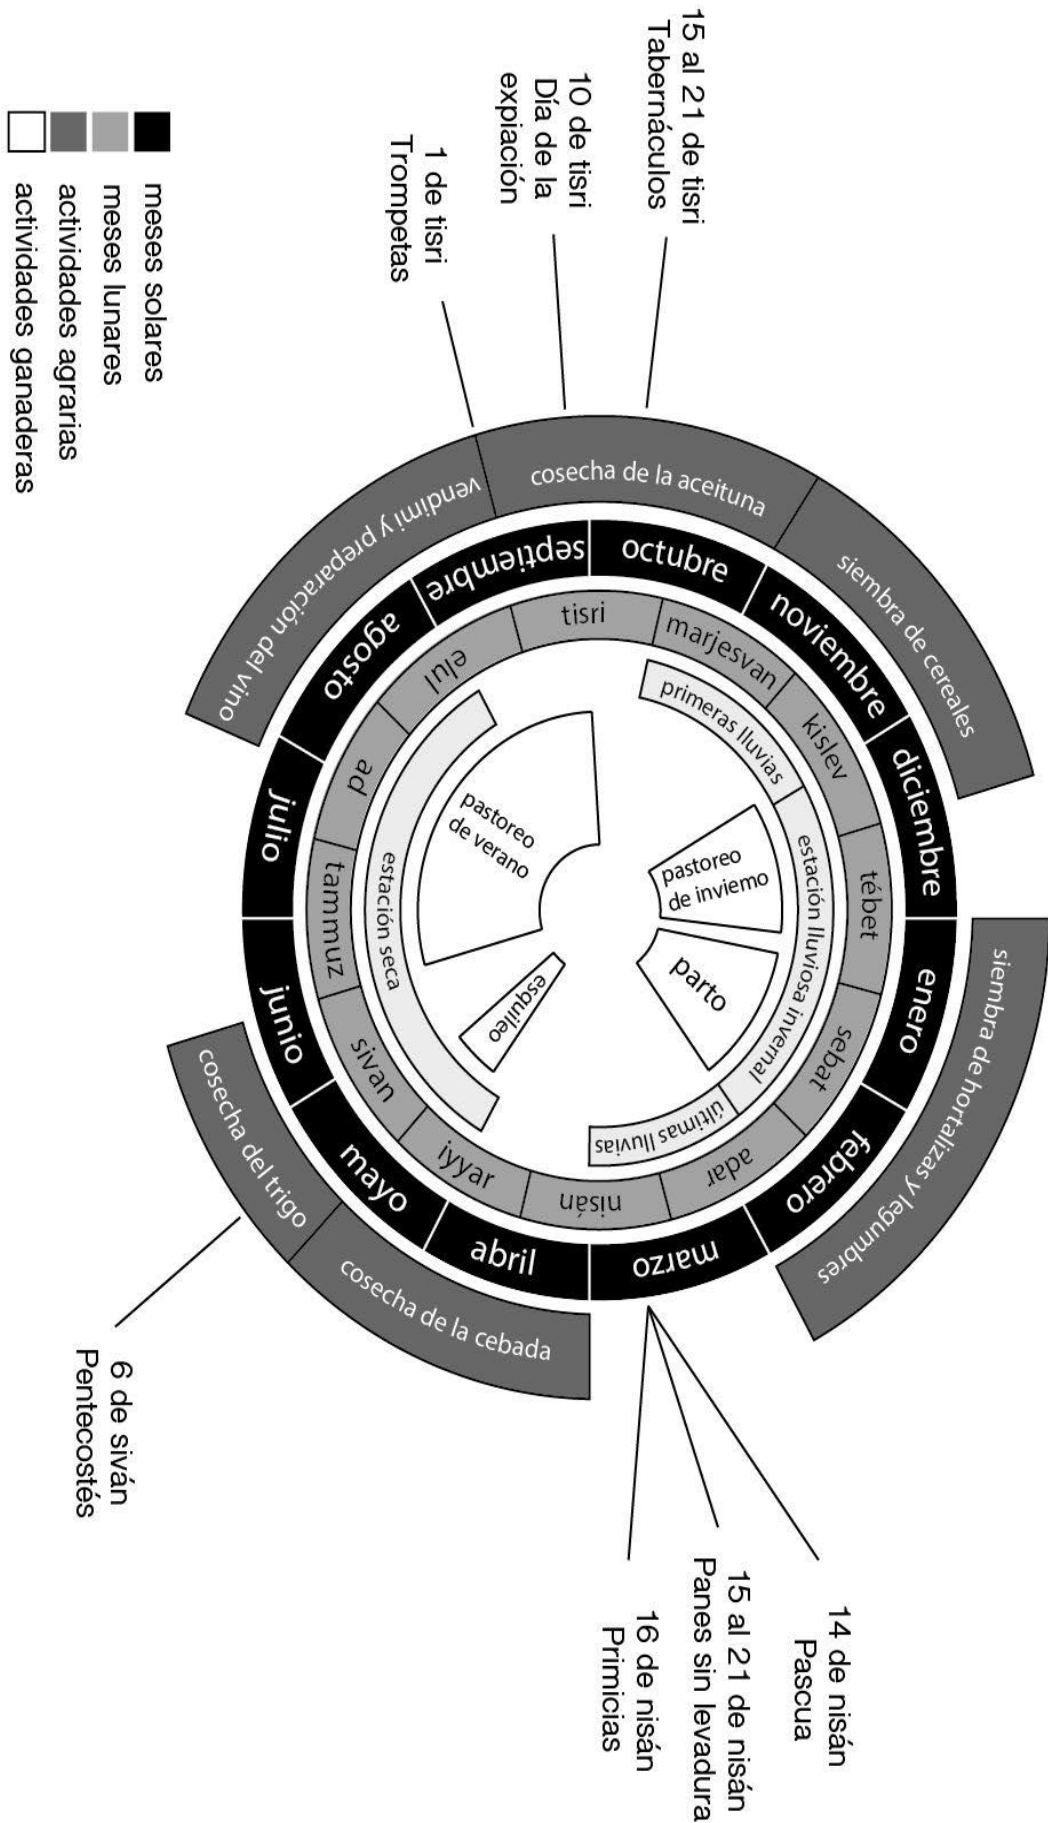 15 al 21 de tisri
Tabernáculos
10 de tisri
Día de la
expiación
1 de tisri
Trompetas
meses solares
meses lunares
actividades agrarias
actividades ganaderas
cosecha de la aceituna
siembra de cereales
siembra de hortalizas y legumbres
cosecha de la cebada
cosecha del trigo
vendimi y preparación del vino
octubre
noviembre
diciembre
enero
febrero
marzo
abril
mayo
junio
julio
agosto
septiembre
tisri
marjesvan
kislev
tébet
sebat
adar
nisán
iyyar
sivan
tammuz
ad
elul
primeras lluvias
estación lluviosa invernal
últimas lluvias
estación seca
pastoreo
de invierno
parto
esquileo
pastoreo
de verano
14 de nisán
Pascua
15 al 21 de nisán
Panes sin levadura
16 de nisán
Primicias
6 de siván
Pentecostés